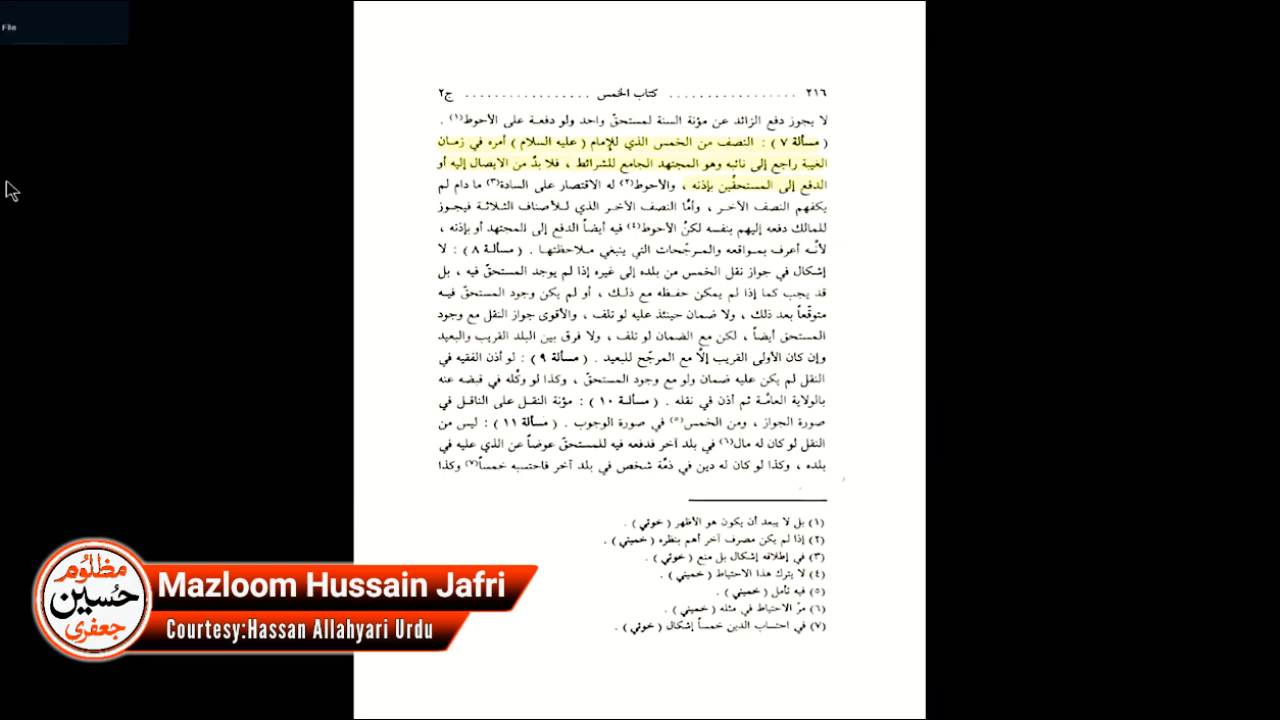 File
٢١٦ ................ كتاب الخمس ................ ج٢
لا يجوز دفع الزائد عن مؤنة السنة لمستحقّ واحد ولو دفعة على الأحوط(١) .
( مسألة ٧ ) : النصف من الخمس الذي للإمام ( عليه السلام ) أمره في زمان
الغيبة راجع إلى نائبه وهو المجتهد الجامع للشرائط ، فلا بدّ من الايصال إليه أو
الدفع إلى المستحقّين بإذنه ، والأحوط(٢) له الاقتصار على السادة(٣) ما دام لم
يكفهم النصف الآخر ، وأمّا النصف الآخر الذي للأصناف الثلاثة فيجوز
للمالك دفعه إليهم بنفسه لكنّ الأحوط(٤) فيه أيضاً الدفع إلى المجتهد أو بإذنه ،
لأنّه أعرف بمواقعه والمرجّحات التي ينبغي ملاحظتها . ( مسألة ٨ ) : لا
إشكال في جواز نقل الخمس من بلده إلى غيره إذا لم يوجد المستحقّ فيه ، بل
قد يجب كما إذا لم يمكن حفظه مع ذلك ، أو لم يكن وجود المستحقّ فيه
متوقّعاً بعد ذلك ، ولا ضمان حينئذ عليه لو تلف ، والأقوى جواز النقل مع وجود
المستحق أيضاً ، لكن مع الضمان لو تلف ، ولا فرق بين البلد القريب والبعيد
وإن كان الأولى القريب إلّا مع المرجّح للبعيد . ( مسألة ٩ ) : لو أذن الفقيه في
النقل لم يكن عليه ضمان ولو مع وجود المستحقّ ، وكذا لو وكّله في قبضه عنه
بالولاية العامّة ثم أذن في نقله . ( مسألة ١٠ ) : مؤنة النقل على الناقل في
صورة الجواز ، ومن الخمس(٥) في صورة الوجوب . ( مسألة ١١ ) : ليس من
النقل لو كان له مال(٦) في بلد آخر فدفعه فيه للمستحقّ عوضاً عن الذي عليه في
بلده ، وكذا لو كان له دين في ذمّة شخص في بلد آخر فاحتسبه خمساً(٧) وكذا
(١) بل لا يبعد أن يكون هو الأظهر ( خوئي ) .
(٢) إذا لم يكن مصرف آخر أهم بنظره ( خميني ) .
(٣) في إطلاقه إشكال بل منع ( خوئي ) .
(٤) لا يترك هذا الاحتياط ( خميني ) .
(٥) فيه تأمل ( خميني ) .
(٦) مرّ الاحتياط في مثله ( خميني ) .
(٧) في احتساب الدين خمساً إشكال ( خوئي ) .
مظلوم
حسین
جعفری
Mazloom Hussain Jafri
Courtesy:Hassan Allahyari Urdu